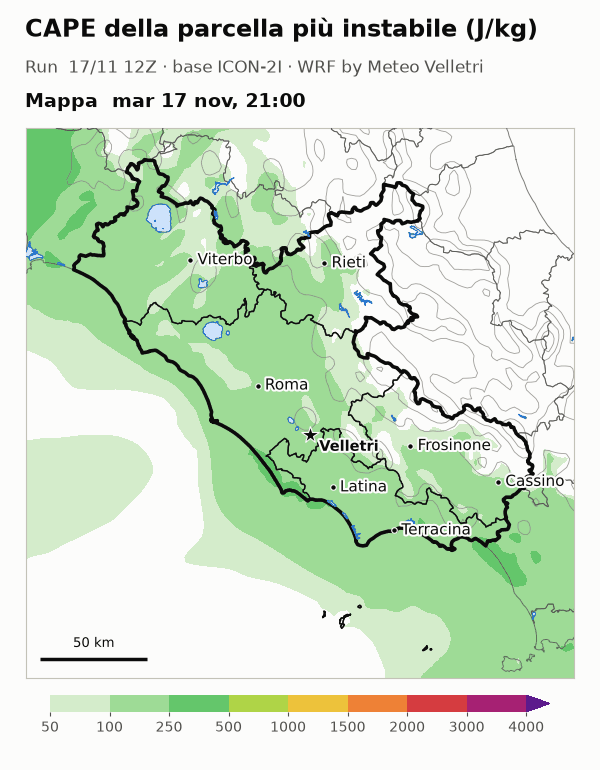 CAPE della parcella più instabile (J/kg)
Run  17/11 12Z · base ICON-2I · WRF by Meteo Velletri
Mappa  mar 17 nov, 21:00
Viterbo
Rieti
Roma
Velletri
Frosinone
Cassino
Latina
Terracina
50 km
50 100 250 500 1000 1500 2000 3000 4000